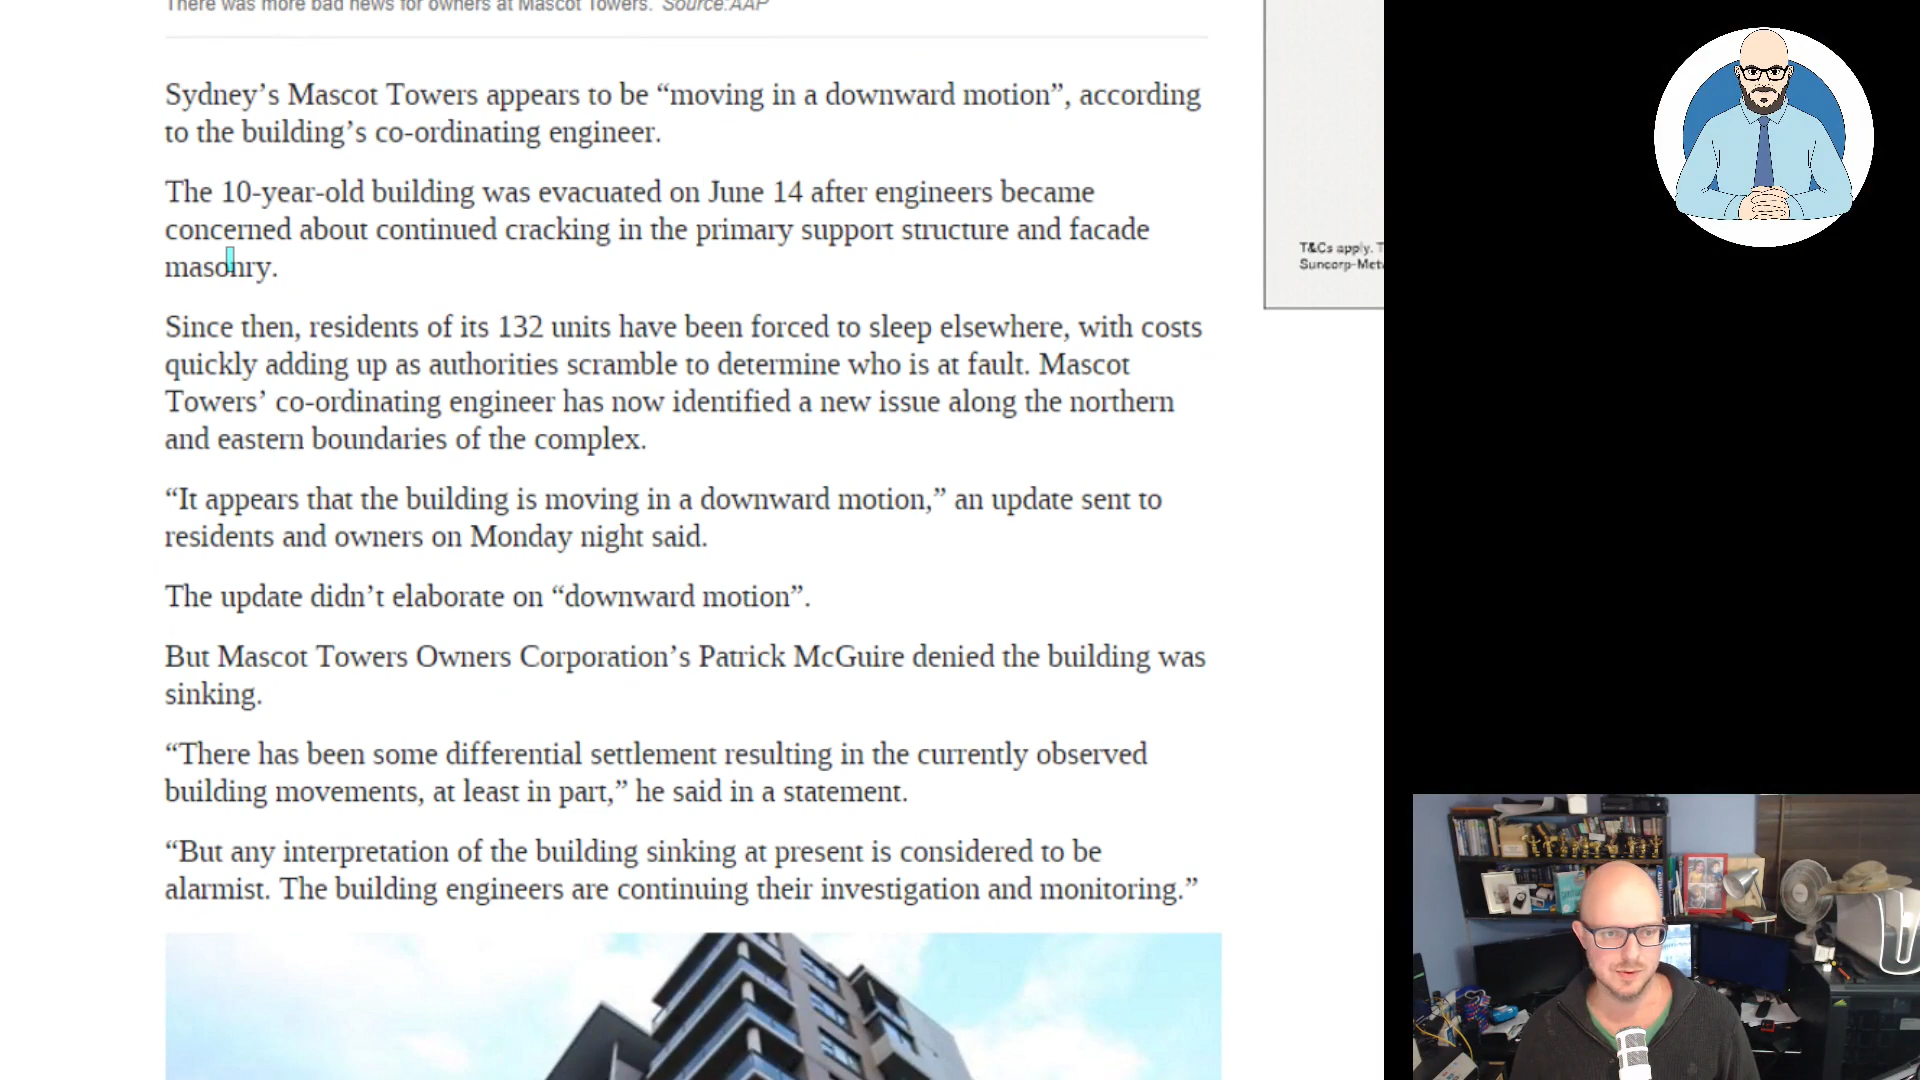 There was more bad news for owners at Mascot Towers. Source:AAP
Sydney’s Mascot Towers appears to be “moving in a downward motion”, according
to the building’s co-ordinating engineer.
The 10-year-old building was evacuated on June 14 after engineers became
concerned about continued cracking in the primary support structure and facade
masonry.
Since then, residents of its 132 units have been forced to sleep elsewhere, with costs
quickly adding up as authorities scramble to determine who is at fault. Mascot
Towers’ co-ordinating engineer has now identified a new issue along the northern
and eastern boundaries of the complex.
“It appears that the building is moving in a downward motion,” an update sent to
residents and owners on Monday night said.
The update didn’t elaborate on “downward motion”.
But Mascot Towers Owners Corporation’s Patrick McGuire denied the building was
sinking.
“There has been some differential settlement resulting in the currently observed
building movements, at least in part,” he said in a statement.
“But any interpretation of the building sinking at present is considered to be
alarmist. The building engineers are continuing their investigation and monitoring.”
T&Cs apply.
Suncorp-Met